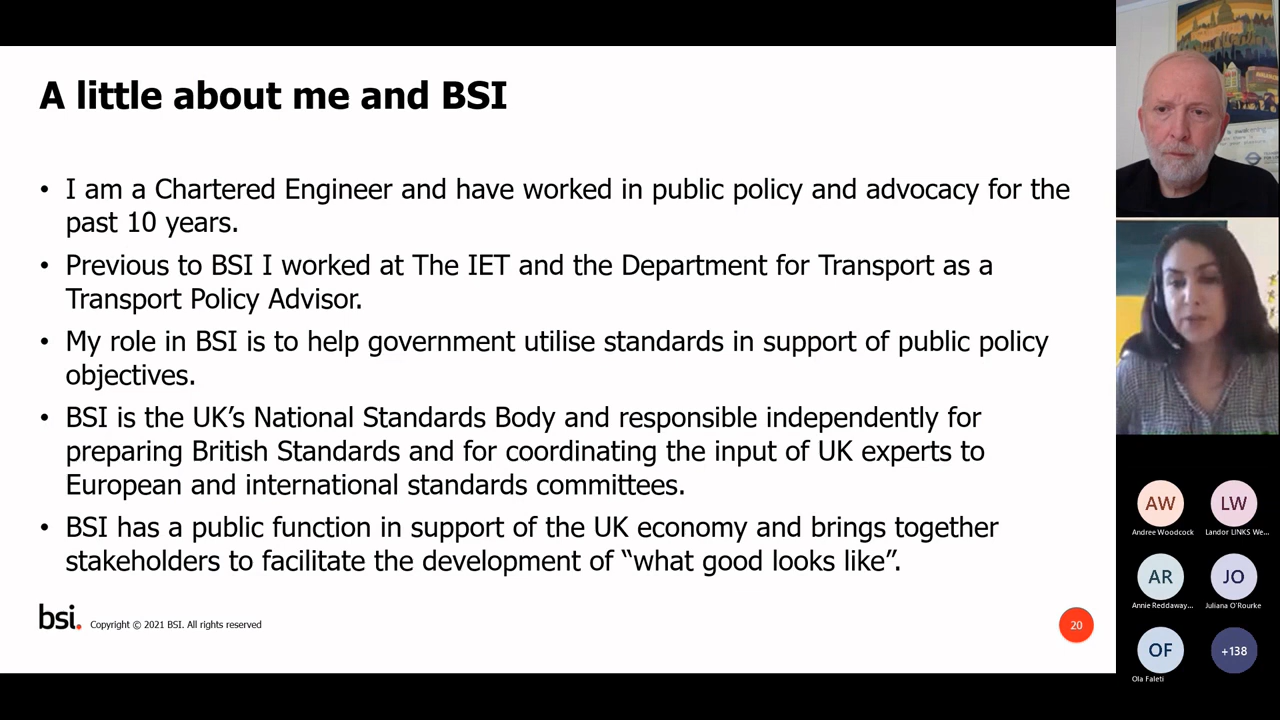 A little about me and BSI
• I am a Chartered Engineer and have worked in public policy and advocacy for the
past 10 years.
• Previous to BSI I worked at The IET and the Department for Transport as a
Transport Policy Advisor.
• My role in BSI is to help government utilise standards in support of public policy
objectives.
• BSI is the UK’s National Standards Body and responsible independently for
preparing British Standards and for coordinating the input of UK experts to
European and international standards committees.
• BSI has a public function in support of the UK economy and brings together
stakeholders to facilitate the development of “what good looks like”.
bsi. Copyright © 2021 BSI. All rights reserved
20
AW
LW
Andree Woodcock
Landor LINKS We...
AR
JO
Annie Reddaway...
Juliana O'Rourke
OF
+138
Ola Faleti